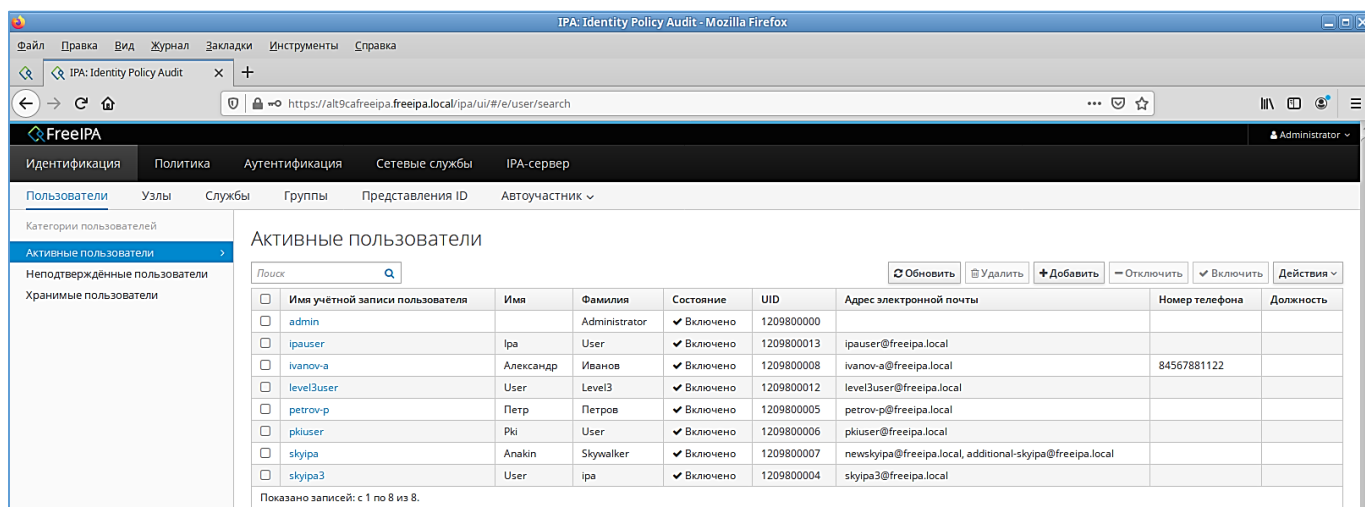 IPA: Identity Policy Audit - Mozilla Firefox
Файл Правка Вид Журнал Закладки Инструменты Справка
IPA: Identity Policy Audit
https://alt9cafreeipa.freeipa.local/ipa/ui/#/e/user/search
FreeIPA Administrator
Идентификация Политика Аутентификация Сетевые службы IPA-сервер
Пользователи Узлы Службы Группы Представления ID Автоучастник
Категории пользователей
Активные пользователи
Неподтверждённые пользователи
Хранимые пользователи
Активные пользователи
Поиск Обновить Удалить Добавить Отключить Включить Действия
Имя учётной записи пользователя Имя Фамилия Состояние UID Адрес электронной почты Номер телефона Должность
admin Administrator Включено 1209800000
ipauser Ipa User Включено 1209800013 ipauser@freeipa.local
ivanov-a Александр Иванов Включено 1209800008 ivanov-a@freeipa.local 84567881122
level3user User Level3 Включено 1209800012 level3user@freeipa.local
petrov-p Петр Петров Включено 1209800005 petrov-p@freeipa.local
pkiuser Pki User Включено 1209800006 pkiuser@freeipa.local
skyipa Anakin Skywalker Включено 1209800007 newskyipa@freeipa.local, additional-skyipa@freeipa.local
skyipa3 User ipa Включено 1209800004 skyipa3@freeipa.local
Показано записей: с 1 по 8 из 8.